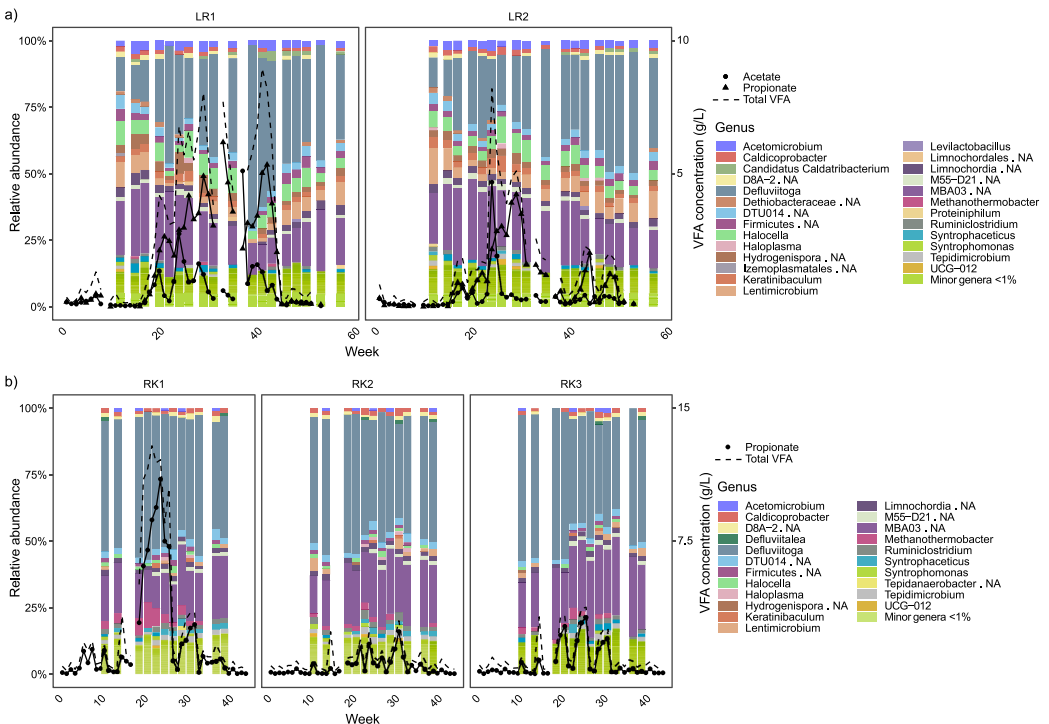 a)
LR1
LR2
100%
75%
50%
25%
0%
Relative abundance
10
5
VFA concentration (g/L)
0
20
40
60
0
20
40
60
Week
Acetate
Propionate
Total VFA
Genus
Acetomicrobium
Caldicoprobacter
Candidatus Caldatribacterium
D8A-2. NA
Defluviitoga
Dethiobacteraceae . NA
DTU014 . NA
Firmicutes . NA
Halocella
Haloplasma
Hydrogenispora . NA
Izemoplasmatales . NA
Keratinibaculum
Lentimicrobium
Levilactobacillus
Limnochordales . NA
Limnochordia . NA
M55-D21 . NA
MBA03 . NA
Methanothermobacter
Proteiniphilum
Ruminiclostridium
Syntrophaceticus
Syntrophomonas
Tepidimicrobium
UCG-012
Minor genera <1%
b)
RK1
RK2
RK3
100%
75%
50%
25%
0%
Relative abundance
15
7,5
VFA concentration (g/L)
0
10
20
30
40
0
10
20
30
40
0
10
20
30
40
Week
Propionate
Total VFA
Genus
Acetomicrobium
Caldicoprobacter
D8A-2. NA
Defluviitalea
Defluviitoga
DTU014 . NA
Firmicutes . NA
Halocella
Haloplasma
Hydrogenispora . NA
Keratinibaculum
Lentimicrobium
Limnochordia . NA
M55-D21 . NA
MBA03 . NA
Methanothermobacter
Ruminiclostridium
Syntrophaceticus
Syntrophomonas
Tepidanaerobacter . NA
Tepidimicrobium
UCG-012
Minor genera <1%